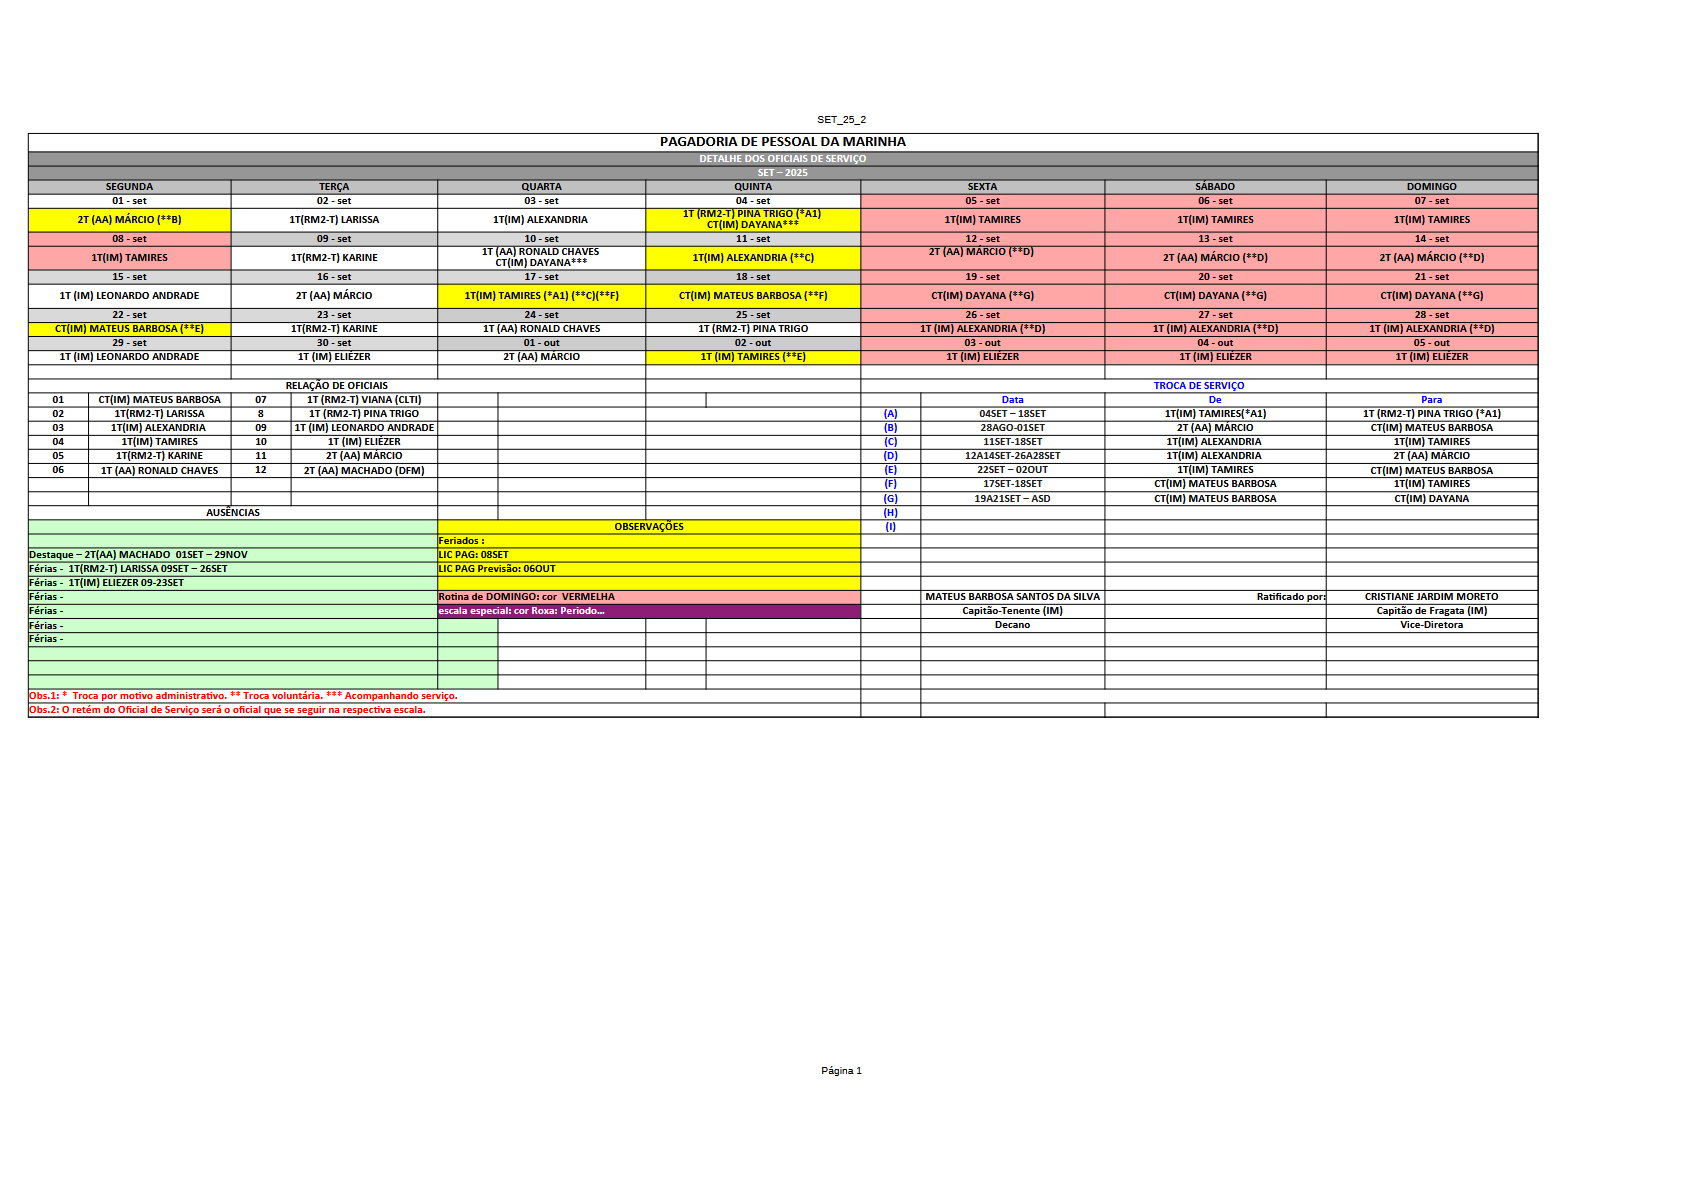 SET_25_2
PAGADORIA DE PESSOAL DA MARINHA
DETALHE DOS OFICIAIS DE SERVIÇO
SET – 2025
SEGUNDA TERÇA QUARTA QUINTA SEXTA SÁBADO DOMINGO
01 - set 02 - set 03 - set 04 - set 05 - set 06 - set 07 - set
2T (AA) MÁRCIO (**B) 1T(RM2-T) LARISSA 1T(IM) ALEXANDRIA 1T (RM2-T) PINA TRIGO (*A1) CT(IM) DAYANA*** 1T(IM) TAMIRES 1T(IM) TAMIRES 1T(IM) TAMIRES
08 - set 09 - set 10 - set 11 - set 12 - set 13 - set 14 - set
1T(IM) TAMIRES 1T(RM2-T) KARINE 1T (AA) RONALD CHAVES CT(IM) DAYANA*** 1T(IM) ALEXANDRIA (**C) 2T (AA) MÁRCIO (**D) 2T (AA) MÁRCIO (**D) 2T (AA) MÁRCIO (**D)
15 - set 16 - set 17 - set 18 - set 19 - set 20 - set 21 - set
1T (IM) LEONARDO ANDRADE 2T (AA) MÁRCIO 1T(IM) TAMIRES (*A1) (**C)(**F) CT(IM) MATEUS BARBOSA (**F) CT(IM) DAYANA (**G) CT(IM) DAYANA (**G) CT(IM) DAYANA (**G)
22 - set 23 - set 24 - set 25 - set 26 - set 27 - set 28 - set
CT(IM) MATEUS BARBOSA (**E) 1T(RM2-T) KARINE 1T (AA) RONALD CHAVES 1T (RM2-T) PINA TRIGO 1T (IM) ALEXANDRIA (**D) 1T (IM) ALEXANDRIA (**D) 1T (IM) ALEXANDRIA (**D)
29 - set 30 - set 01 - out 02 - out 03 - out 04 - out 05 - out
1T (IM) LEONARDO ANDRADE 1T (IM) ELIÉZER 2T (AA) MÁRCIO 1T (IM) TAMIRES (**E) 1T (IM) ELIÉZER 1T (IM) ELIÉZER 1T (IM) ELIÉZER
RELAÇÃO DE OFICIAIS TROCA DE SERVIÇO
01 CT(IM) MATEUS BARBOSA 07 1T (RM2-T) VIANA (CLTI) Data De Para
02 1T(RM2-T) LARISSA 8 1T (RM2-T) PINA TRIGO (A) 04SET – 18SET 1T(IM) TAMIRES(*A1) 1T (RM2-T) PINA TRIGO (*A1)
03 1T(IM) ALEXANDRIA 09 1T (IM) LEONARDO ANDRADE (B) 28AGO-01SET 2T (AA) MÁRCIO CT(IM) MATEUS BARBOSA
04 1T(IM) TAMIRES 10 1T (IM) ELIÉZER (C) 11SET-18SET 1T(IM) ALEXANDRIA 1T(IM) TAMIRES
05 1T(RM2-T) KARINE 11 2T (AA) MÁRCIO (D) 12A14SET-26A28SET 1T(IM) ALEXANDRIA 2T (AA) MÁRCIO
06 1T (AA) RONALD CHAVES 12 2T (AA) MACHADO (DFM) (E) 22SET – 02OUT 1T(IM) TAMIRES CT(IM) MATEUS BARBOSA
(F) 17SET-18SET CT(IM) MATEUS BARBOSA 1T(IM) TAMIRES
(G) 19A21SET – ASD CT(IM) MATEUS BARBOSA CT(IM) DAYANA
AUSÊNCIAS (H)
OBSERVAÇÕES (I)
Feriados :
Destaque – 2T(AA) MACHADO 01SET – 29NOV LIC PAG: 08SET
Férias - 1T(RM2-T) LARISSA 09SET – 26SET LIC PAG Previsão: 06OUT
Férias - 1T(IM) ELIEZER 09-23SET
Férias - Rotina de DOMINGO: cor VERMELHA MATEUS BARBOSA SANTOS DA SILVA Ratificado por: CRISTIANE JARDIM MORETO
Férias - escala especial: cor Roxa: Periodo... Capitão-Tenente (IM) Capitão de Fragata (IM)
Férias - Decano Vice-Diretora
Férias -
Obs.1: * Troca por motivo administrativo. ** Troca voluntária. *** Acompanhando serviço.
Obs.2: O retém do Oficial de Serviço será o oficial que se seguir na respectiva escala.
Página 1